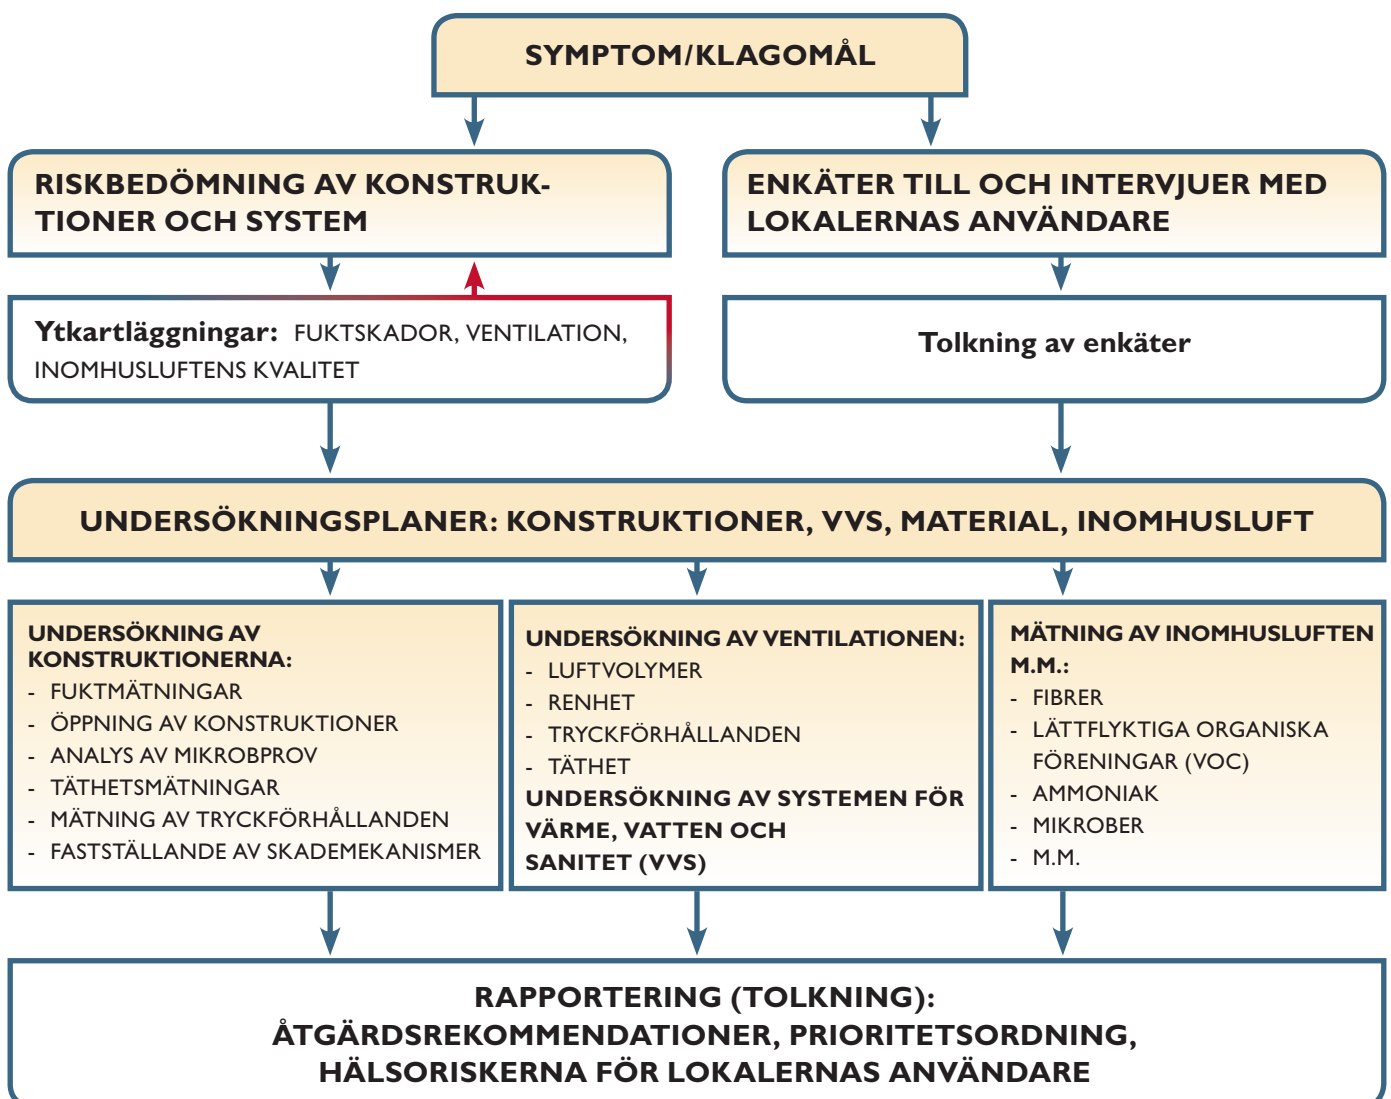 SYMPTOM/KLAGOMÅL
RISKBEDÖMNING AV KONSTRUK-
TIONER OCH SYSTEM
ENKÄTER TILL OCH INTERVJUER MED
LOKALERNAS ANVÄNDARE
Ytkartläggningar: FUKTSKADOR, VENTILATION,
INOMHUSLUFTENS KVALITET
Tolkning av enkäter
UNDERSÖKNINGSPLANER: KONSTRUKTIONER, VVS, MATERIAL, INOMHUSLUFT
UNDERSÖKNING AV
KONSTRUKTIONERNA:
- FUKTMÄTNINGAR
- ÖPPNING AV KONSTRUKTIONER
- ANALYS AV MIKROBPROV
- TÄTHETSMÄTNINGAR
- MÄTNING AV TRYCKFÖRHÅLLANDEN
- FASTSTÄLLANDE AV SKADEMEKANISMER
UNDERSÖKNING AV VENTILATIONEN:
- LUFTVOLYMER
- RENHET
- TRYCKFÖRHÅLLANDEN
- TÄTHET
UNDERSÖKNING AV SYSTEMEN FÖR
VÄRME, VATTEN OCH
SANITET (VVS)
MÄTNING AV INOMHUSLUFTEN
M.M.:
- FIBRER
- LÄTTFLYKTIGA ORGANISKA
FÖRENINGAR (VOC)
- AMMONIAK
- MIKROBER
- M.M.
RAPPORTERING (TOLKNING):
ÅTGÄRDSREKOMMENDATIONER, PRIORITETSORDNING,
HÄLSORISKERNA FÖR LOKALERNAS ANVÄNDARE